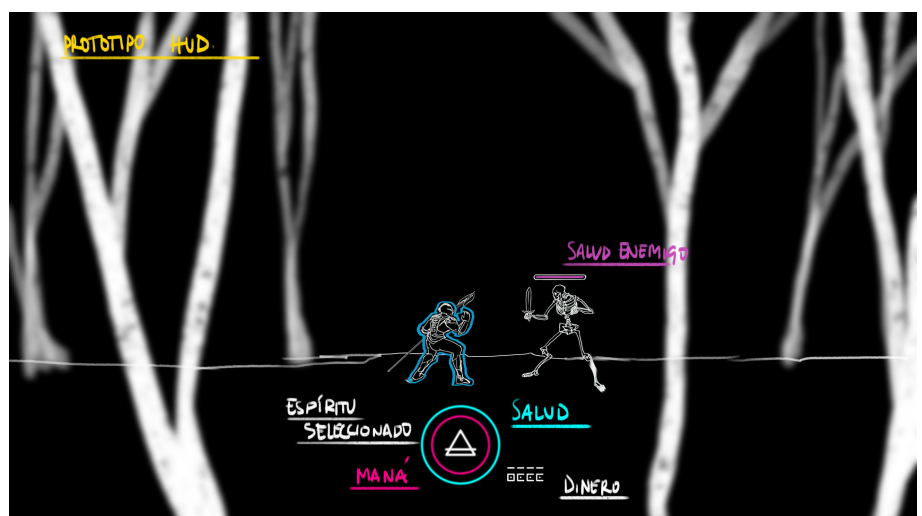 PROTOTIPO HUD.
SALUD ENEMIGO
ESPÍRITU
SELECCIONADO
SALUD
MANÁ
DINERO